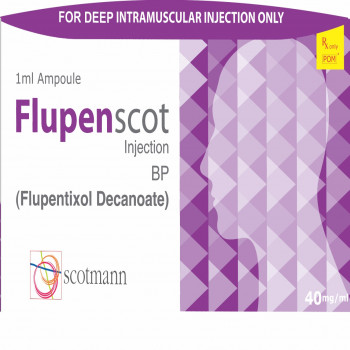 FOR DEEP INTRAMUSCULAR INJECTION ONLY
Rx only
POM
1ml Ampoule
Flupenscot
Injection
BP
(Flupentixol Decanoate)
scotmann
40mg/ml